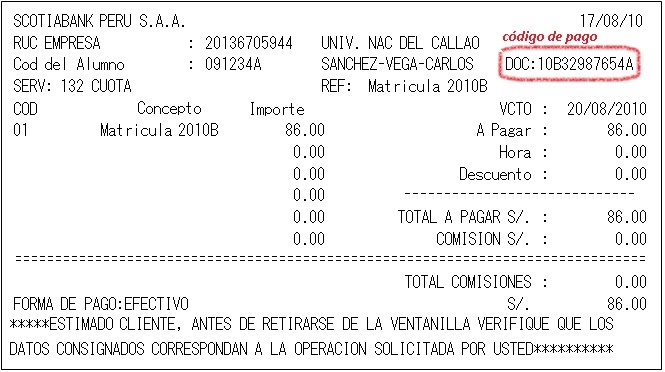 SCOTIABANK PERU S.A.A. 17/08/10
código de pago
RUC EMPRESA : 20136705944 UNIV. NAC DEL CALLAO
Cod del Alumno : 091234A SANCHEZ-VEGA-CARLOS DOC:10B32987654A
SERV: 132 CUOTA REF: Matricula 2010B
COD Concepto Importe VCTO : 20/08/2010
01 Matricula 2010B 86.00 A Pagar : 86.00
0.00 Hora : 0.00
0.00 Descuento : 0.00
0.00 -----------------------------
0.00 TOTAL A PAGAR S/. : 86.00
0.00 COMISION S/. : 0.00
================================================================================
TOTAL COMISIONES : 0.00
FORMA DE PAGO:EFECTIVO S/. 86.00
*****ESTIMADO CLIENTE, ANTES DE RETIRARSE DE LA VENTANILLA VERIFIQUE QUE LOS
DATOS CONSIGNADOS CORRESPONDAN A LA OPERACION SOLICITADA POR USTED**********